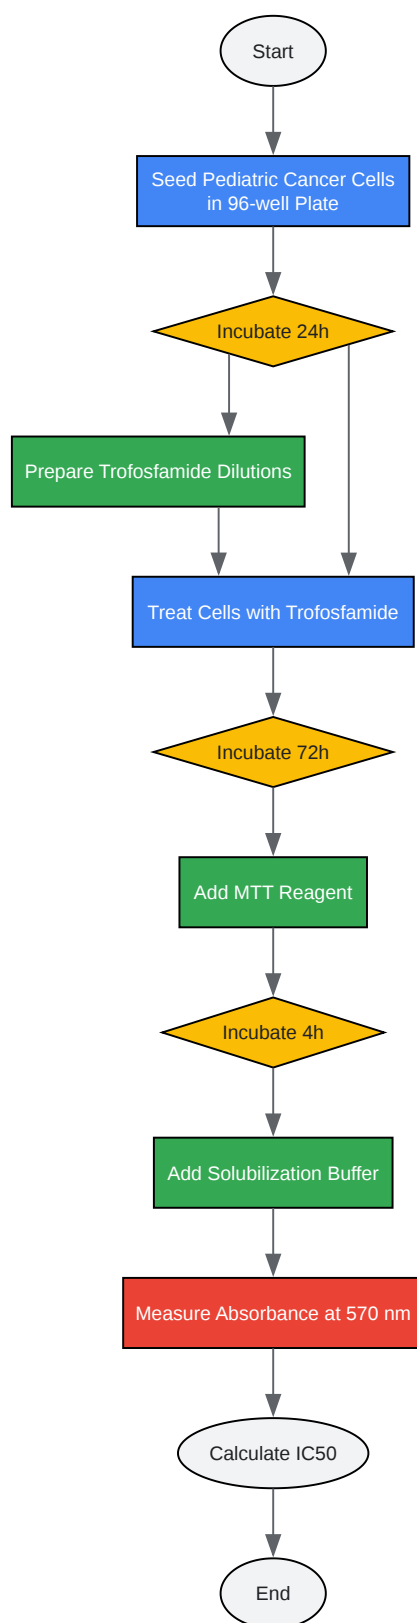 Start
Seed Pediatric Cancer Cells
in 96-well Plate
Incubate 24h
Prepare Trofosfamide Dilutions
Treat Cells with Trofosfamide
Incubate 72h
Add MTT Reagent
Incubate 4h
Add Solubilization Buffer
Measure Absorbance at 570 nm
Calculate IC50
End